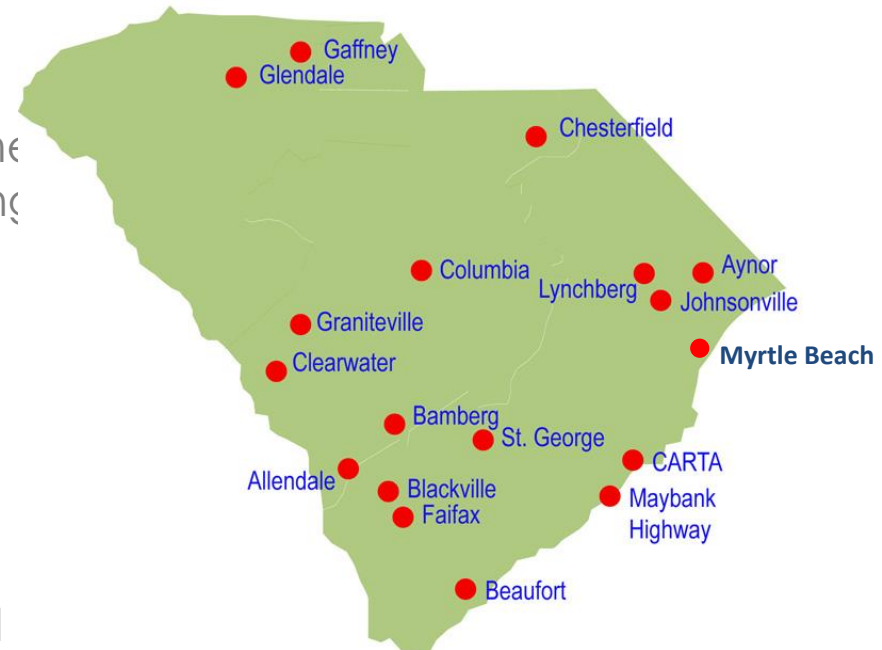 Gaffney
Glendale
Chesterfield
Columbia
Aynor
Lynchberg
Johnsonville
Graniteville
Myrtle Beach
Clearwater
Bamberg
St. George
CARTA
Allendale
Blackville
Maybank
Highway
Faifax
Beaufort